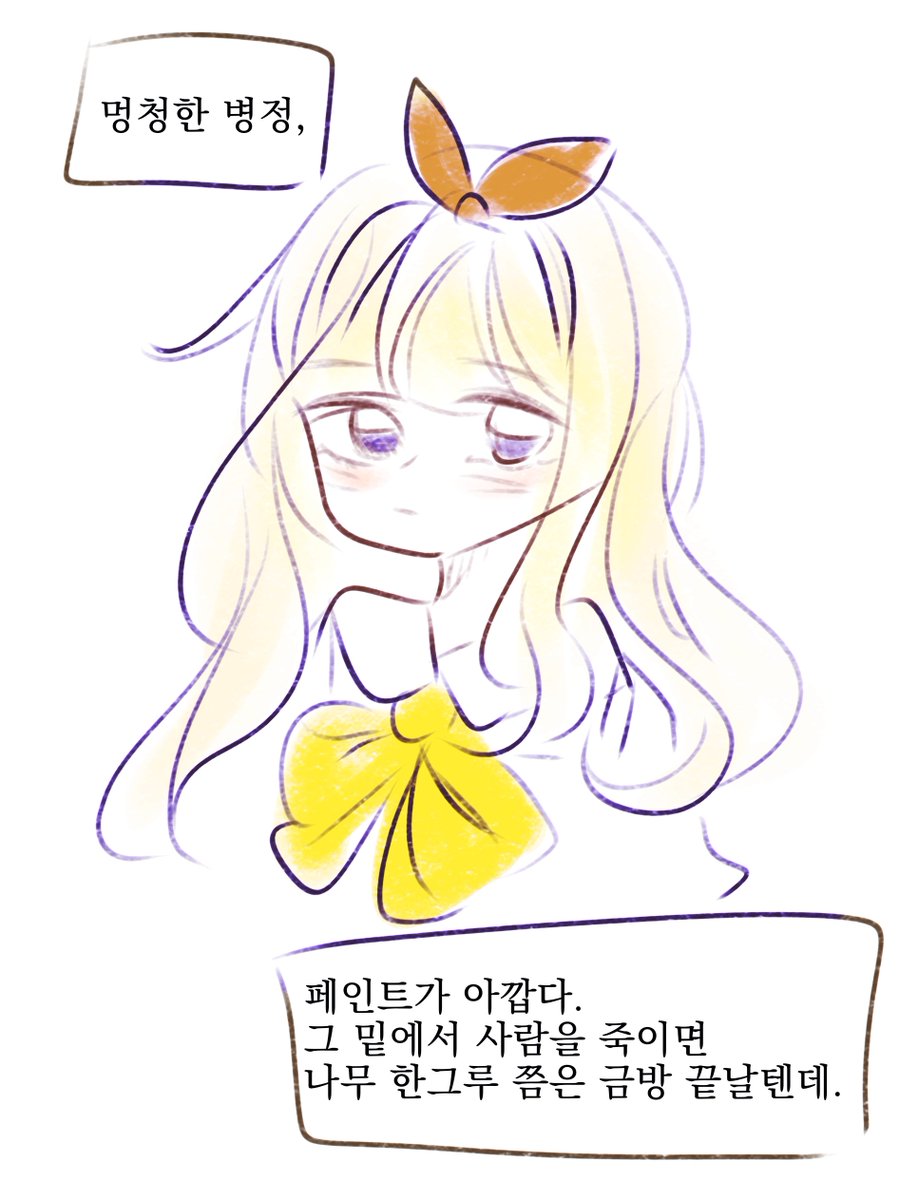 멍청한 병정,
페인트가 아깝다.
그 밑에서 사람을 죽이면
나무 한그루 쯤은 금방 끝날텐데.